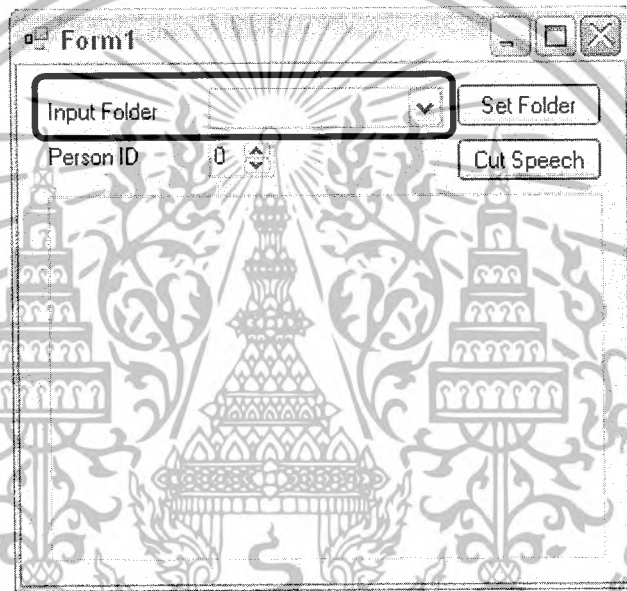 Form1
Input Folder
Set Folder
Person ID 0
Cut Speech